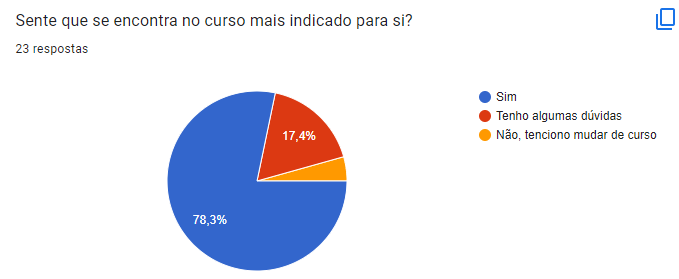 Sente que se encontra no curso mais indicado para si?
23 respostas
Sim
Tenho algumas dúvidas
Não, tenciono mudar de curso
17,4%
78,3%